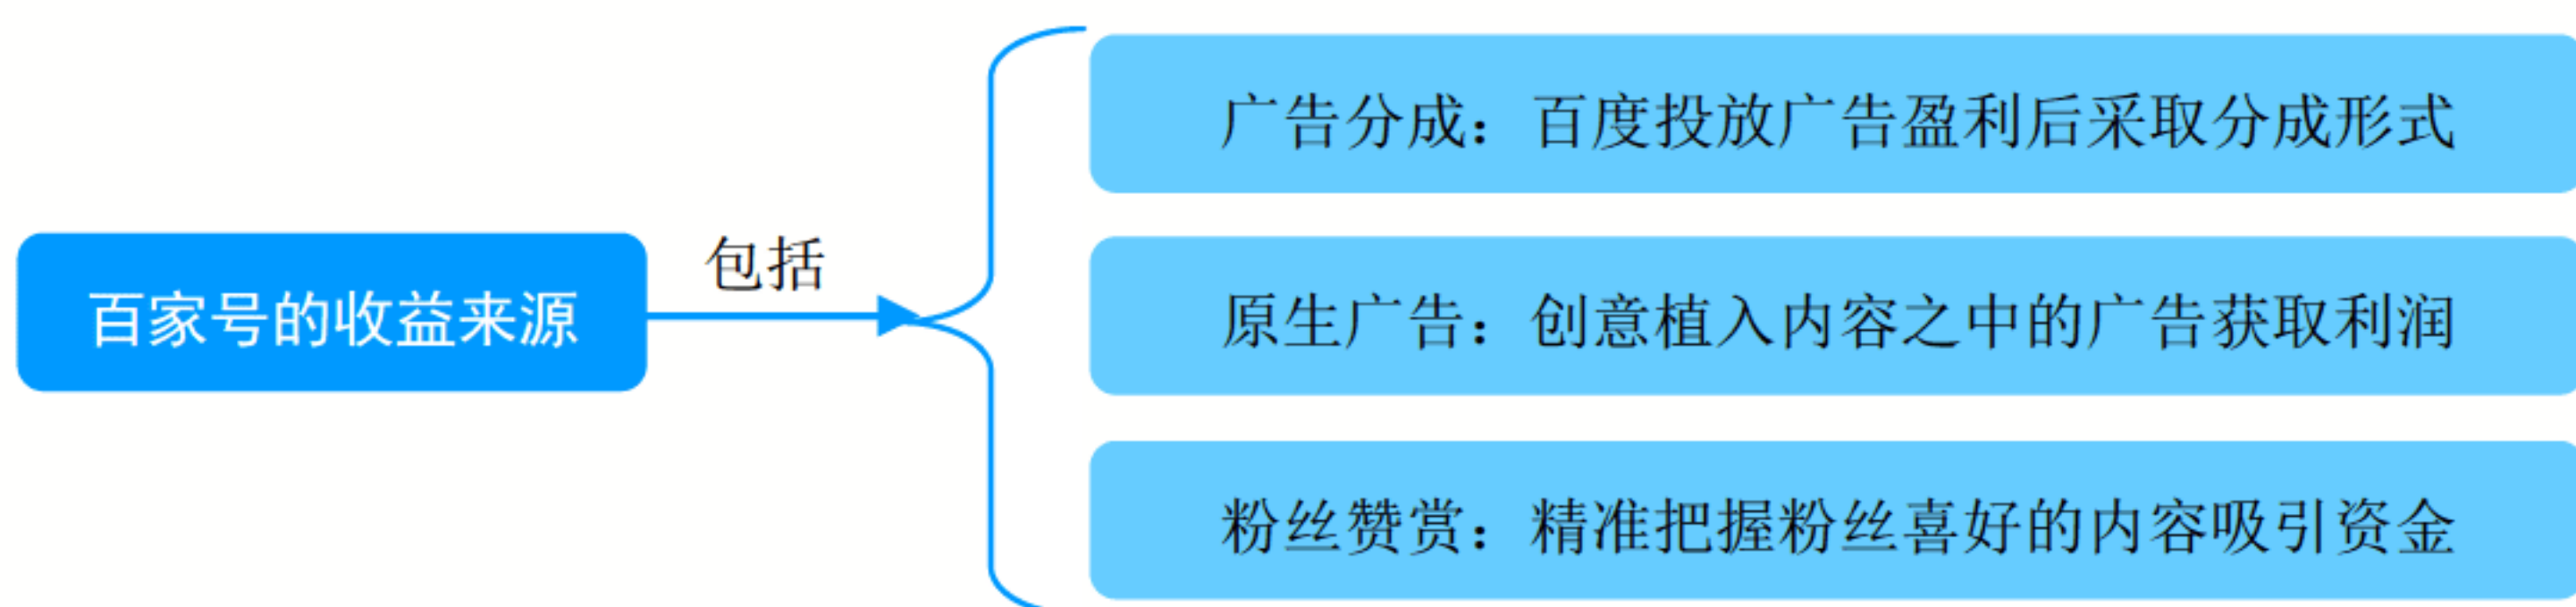 百家号的收益来源
包括
广告分成：百度投放广告盈利后采取分成形式
原生广告：创意植入内容之中的广告获取利润
粉丝赞赏：精准把握粉丝喜好的内容吸引资金